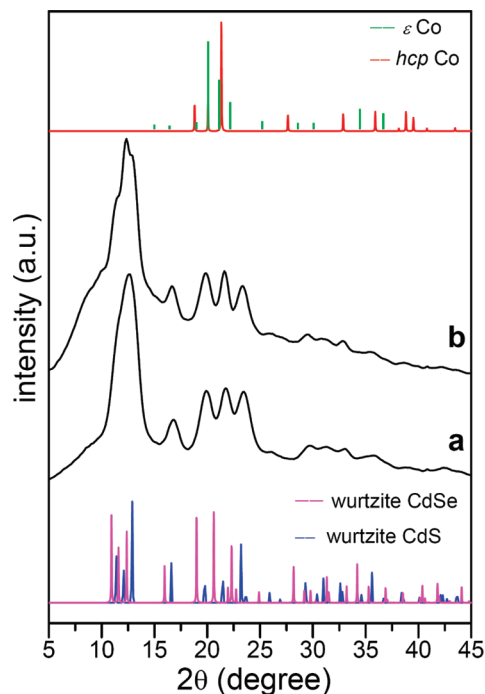 ε Co
hcp Co
intensity (a.u.)
b
a
wurtzite CdSe
wurtzite CdS
5 10 15 20 25 30 35 40 45
2θ (degree)